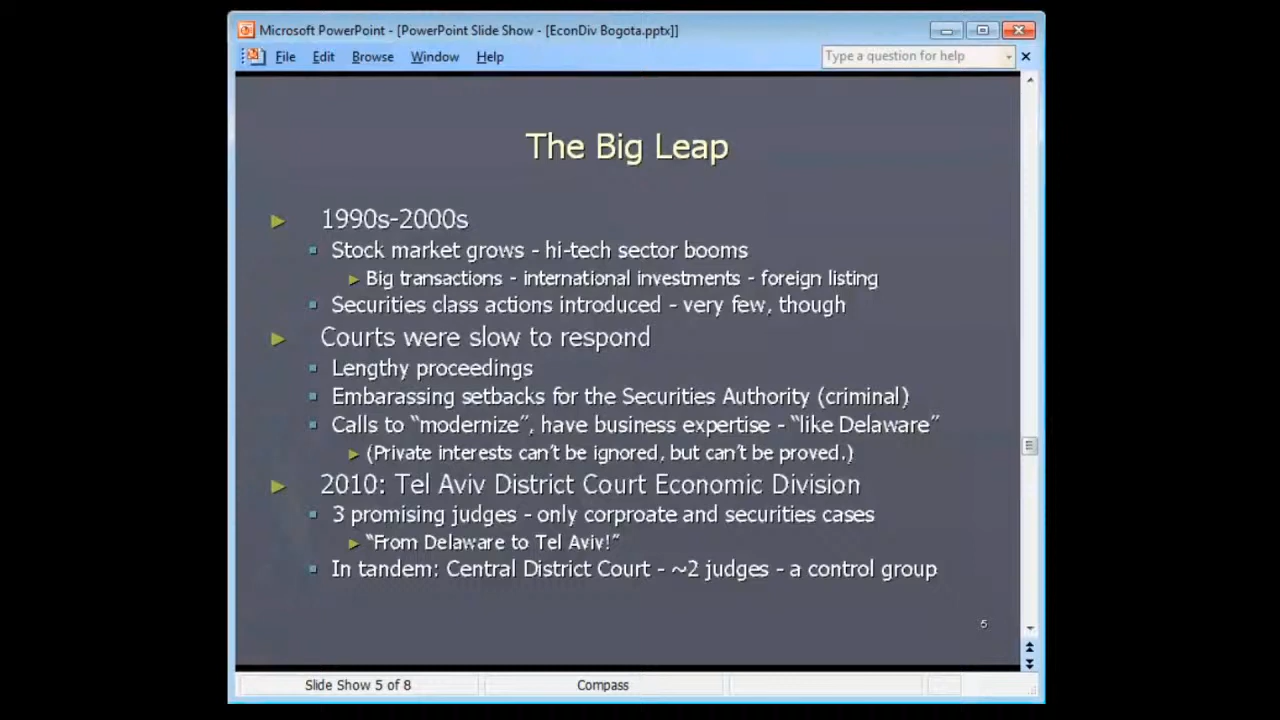 Microsoft PowerPoint - [PowerPoint Slide Show - [EconDiv Bogota.pptx]]
File Edit Browse Window Help
Type a question for help
The Big Leap
1990s-2000s
Stock market grows - hi-tech sector booms
Big transactions - international investments - foreign listing
Securities class actions introduced - very few, though
Courts were slow to respond
Lengthy proceedings
Embarassing setbacks for the Securities Authority (criminal)
Calls to “modernize”, have business expertise - “like Delaware”
(Private interests can’t be ignored, but can’t be proved.)
2010: Tel Aviv District Court Economic Division
3 promising judges - only corproate and securities cases
“From Delaware to Tel Aviv!”
In tandem: Central District Court - ~2 judges - a control group
5
Slide Show 5 of 8 Compass